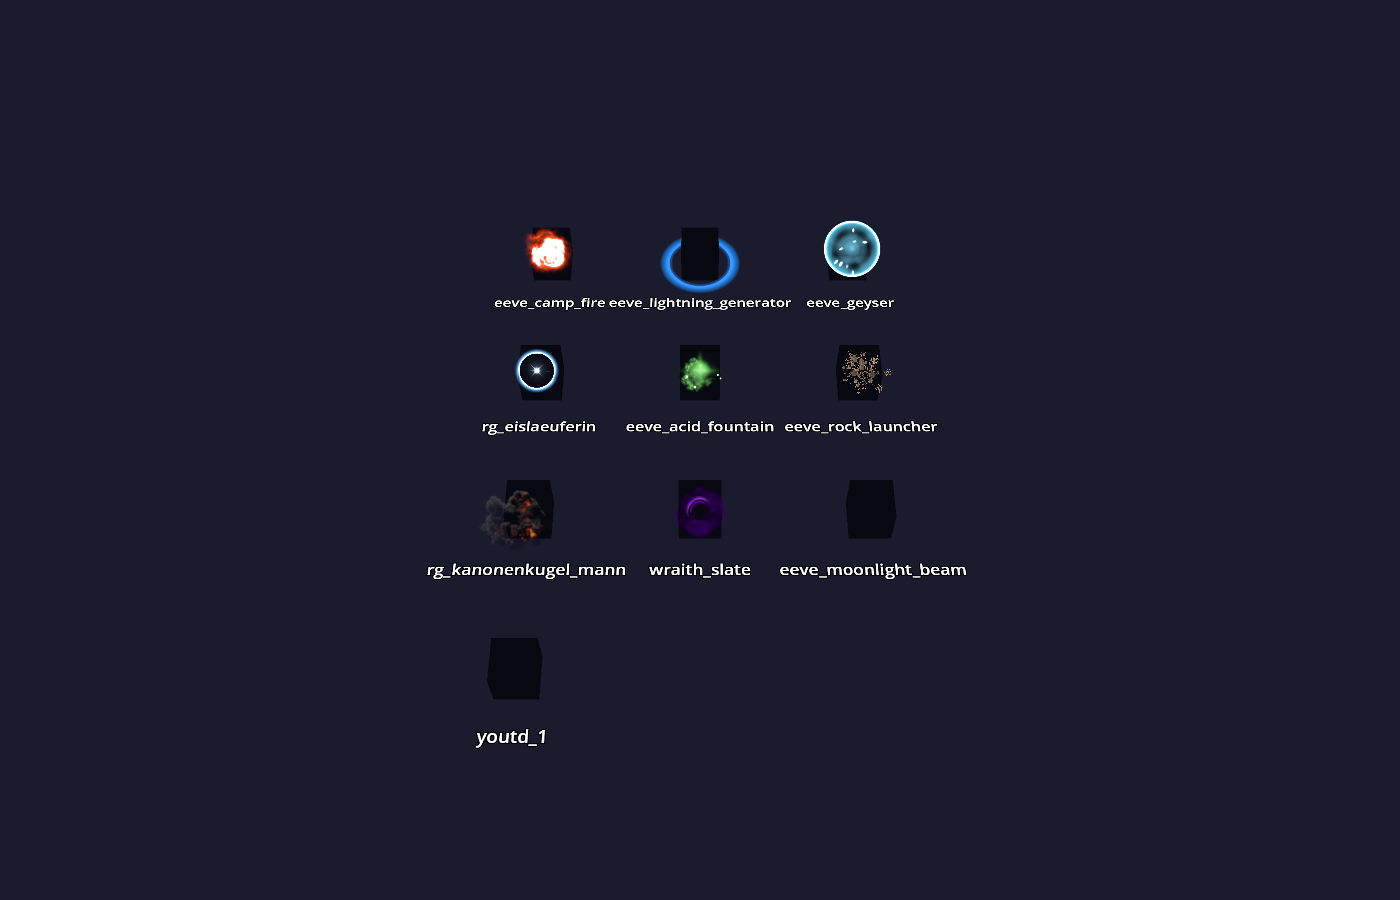 eeve_camp_fire eeve_lightning_generator eeve_geyser
rg_eislaeuferin eeve_acid_fountain eeve_rock_launcher
rg_kanonenkugel_mann wraith_slate eeve_moonlight_beam
youtd_1